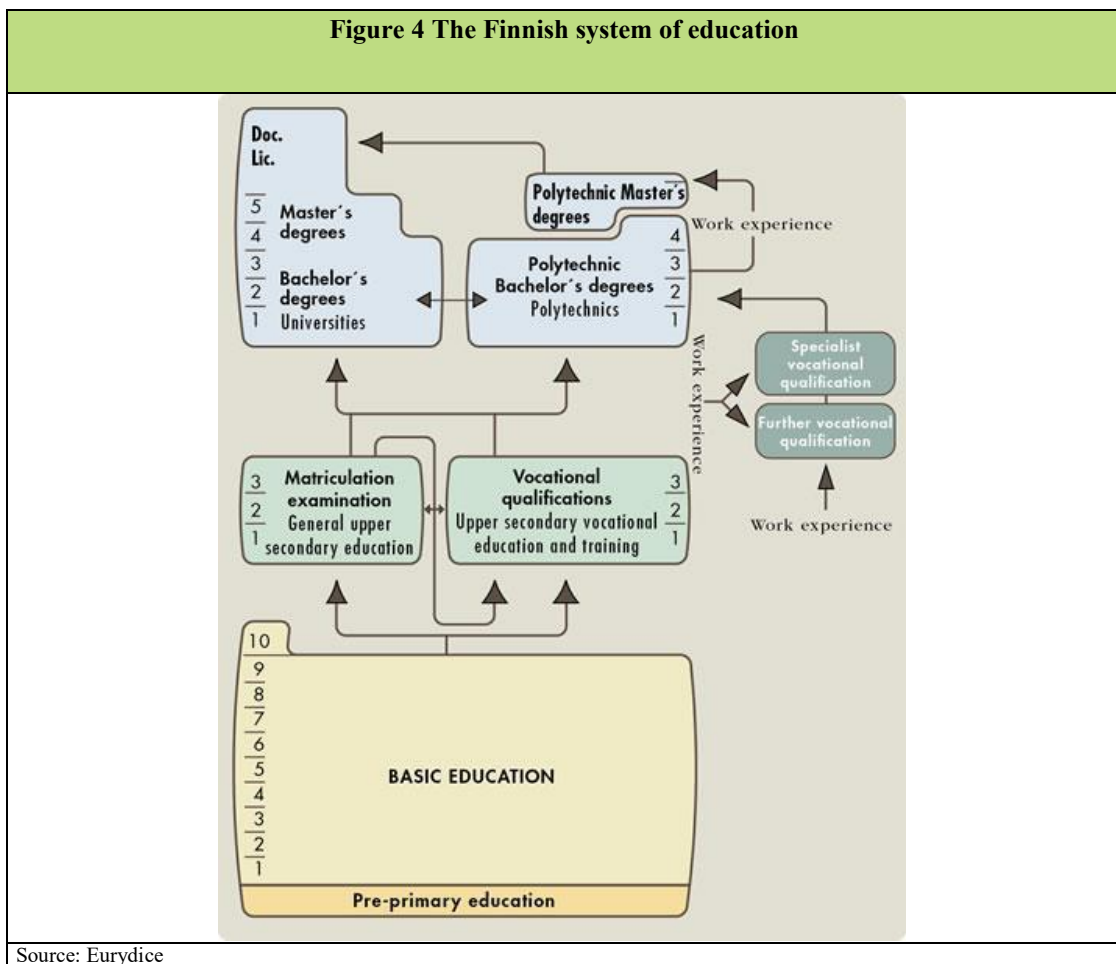 Figure 4 The Finnish system of education
Doc.
Lic.
5
4
3
2
1
Master´s
degrees
Bachelor´s
degrees
Universities
Polytechnic Master´s
degrees
Work experience
4
3
2
1
Polytechnic
Bachelor´s degrees
Polytechnics
Work experience
Specialist
vocational
qualification
Further vocational
qualification
Work experience
3
2
1
Matriculation
examination
General upper
secondary education
Vocational
qualifications
Upper secondary vocational
education and training
3
2
1
10
9
8
7
6
5
4
3
2
1
BASIC EDUCATION
Pre-primary education
Source: Eurydice